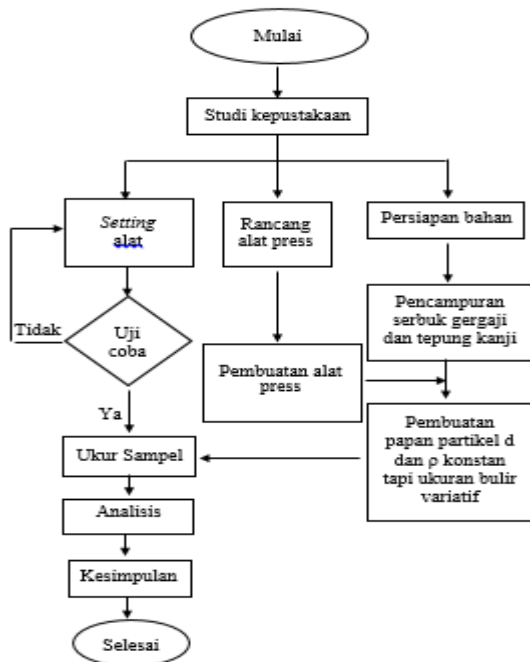 Mulai
Studi kepustakaan
Setting
alat
Rancang
alat press
Persiapan bahan
Tidak
Uji
coba
Pencampuran
serbuk gergaji
dan tepung kanji
Pembuatan alat
press
Ya
Ukur Sampel
Pembuatan
papan partikel d
dan ρ konstan
tapi ukuran bulir
variatif
Analisis
Kesimpulan
Selesai